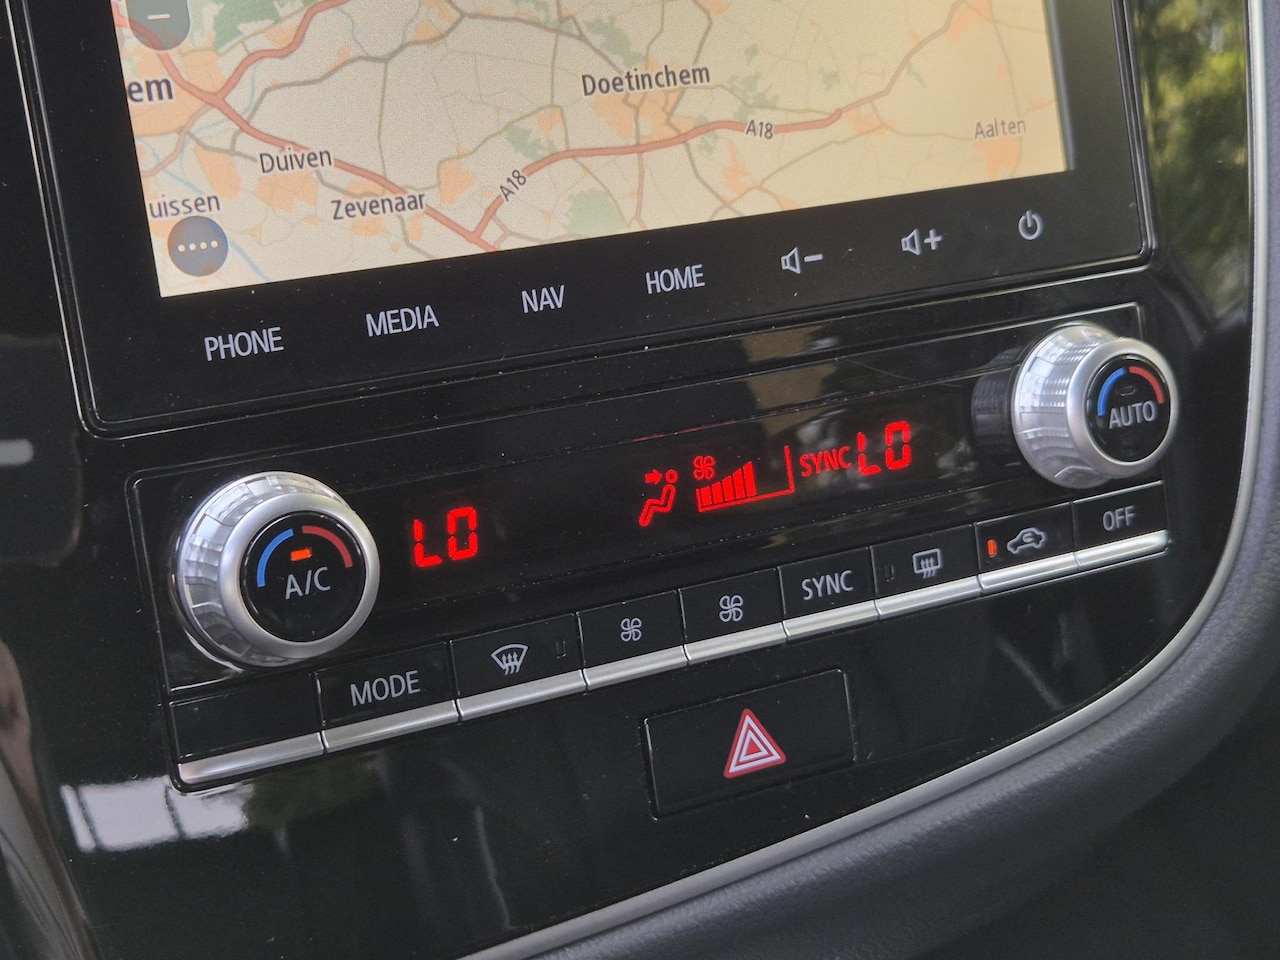 em
Doetinchem
A18
Aalten
Duiven
A18
uissen
Zevenaar
PHONE
MEDIA
NAV
HOME
AUTO
A/C
LO
SYNC
LO
MODE
SYNC
OFF